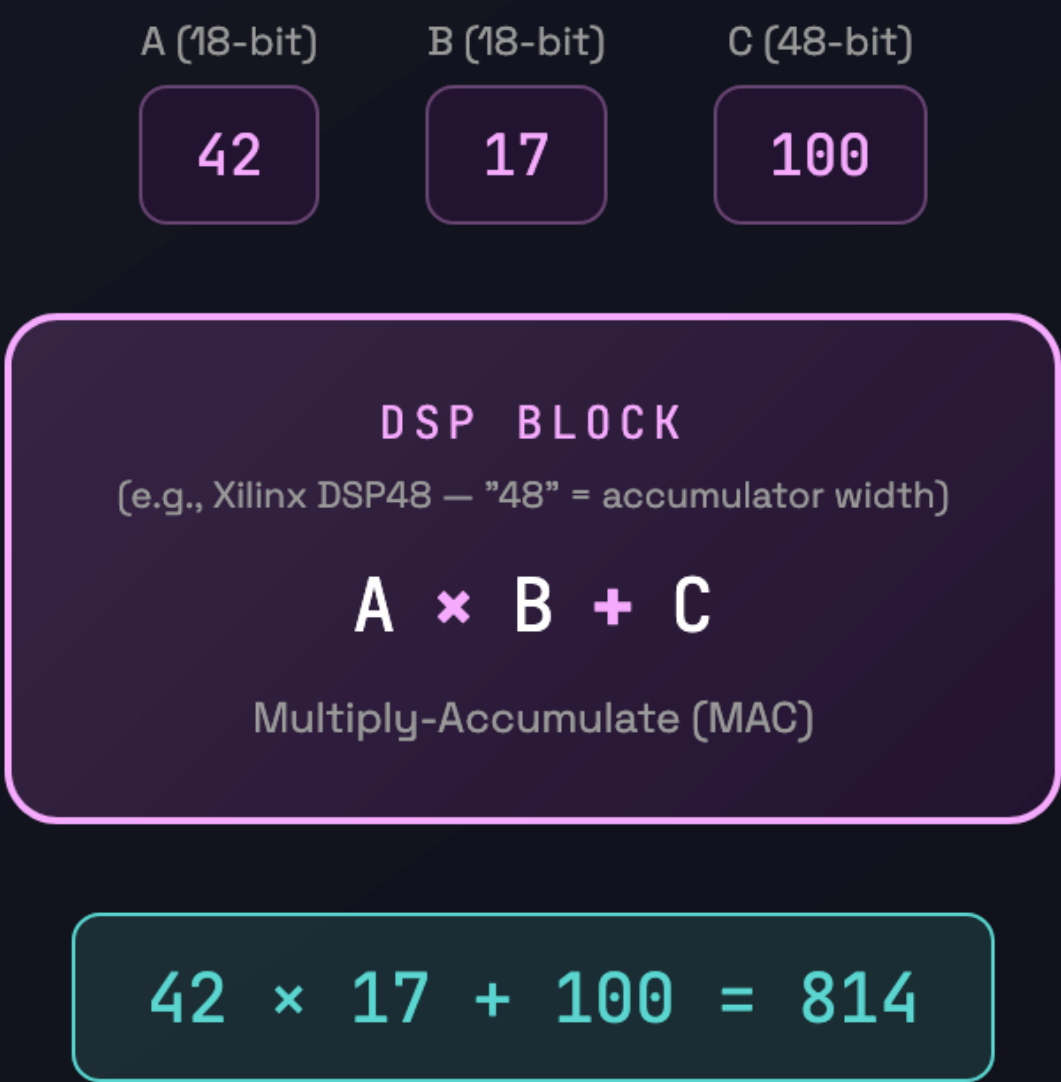 A (18-bit) B (18-bit) C (48-bit)
42 17 100
DSP BLOCK
(e.g., Xilinx DSP48 — ”48” = accumulator width)
A × B + C
Multiply-Accumulate (MAC)
42 × 17 + 100 = 814